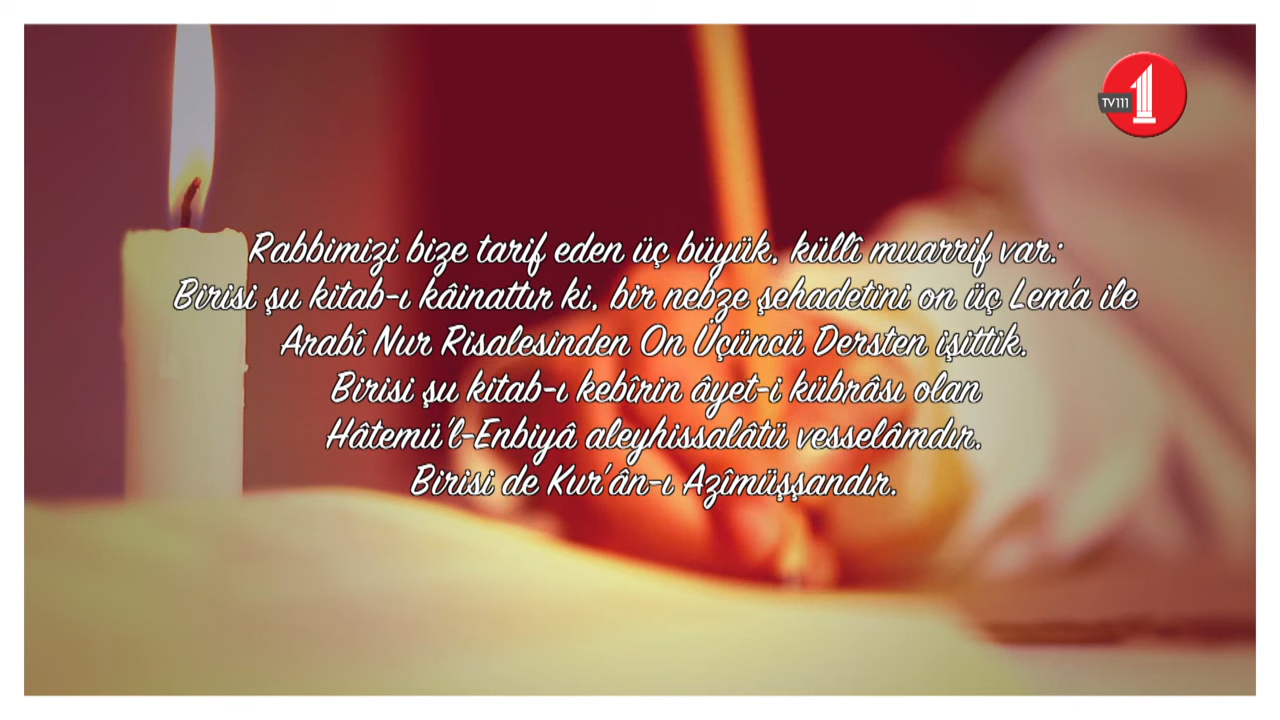 TV111
1
Rabbimizi bize tarif eden üç büyük, küllî muarrif var:
Birisi şu kitab-ı kâinattır ki, bir nebze şehadetini on üç Lem'a ile
Arabî Nur Risalesinden On Üçüncü Dersten işittik.
Birisi şu kitab-ı kebîrin âyet-i kübrâsı olan
Hâtemü'l-Enbiyâ aleyhissalâtü vesselâmdır.
Birisi de Kur'ân-ı Azîmüşşandır.